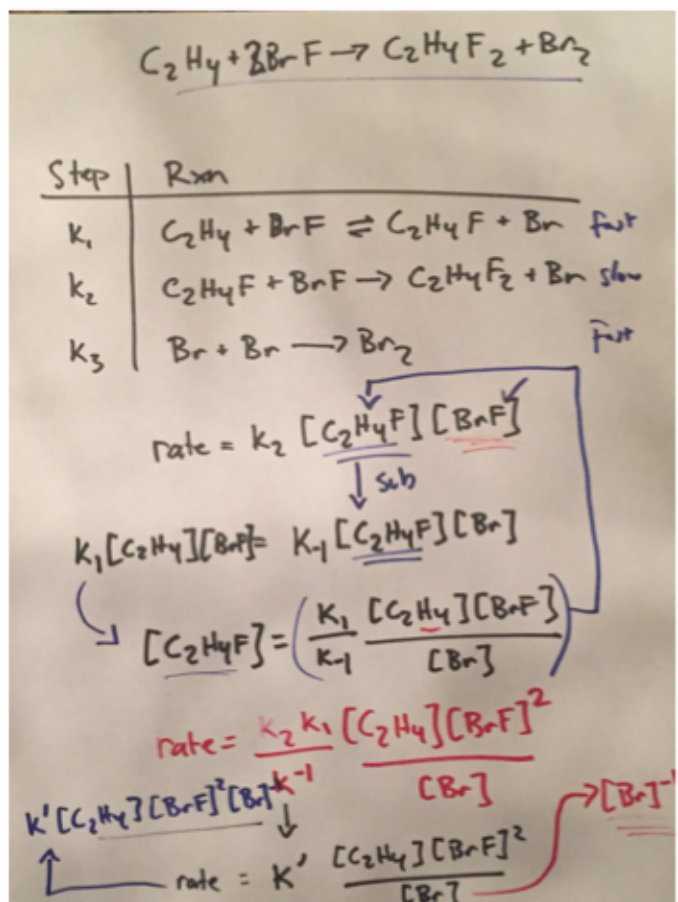 C₂H₄ + 2BrF → C₂H₄F₂ + Br₂
Step | Rxn
K₁ C₂H₄ + BrF ⇌ C₂H₄F + Br fast
K₂ C₂H₄F + BrF → C₂H₄F₂ + Br slow
K₃ Br + Br → Br₂ Fast
rate = K₂ [C₂H₄F][BrF]
↓ sub
K₁[C₂H₄][BrF] = K₋₁[C₂H₄F][Br]
[C₂H₄F] = (K₁/K₋₁ [C₂H₄][BrF]/[Br])
rate = K₂K₁/K⁻¹ [C₂H₄][BrF]²/[Br]
K'[C₂H₄][BrF]²[Br]⁻¹ → [Br]⁻¹
rate = K' [C₂H₄][BrF]²/[Br]